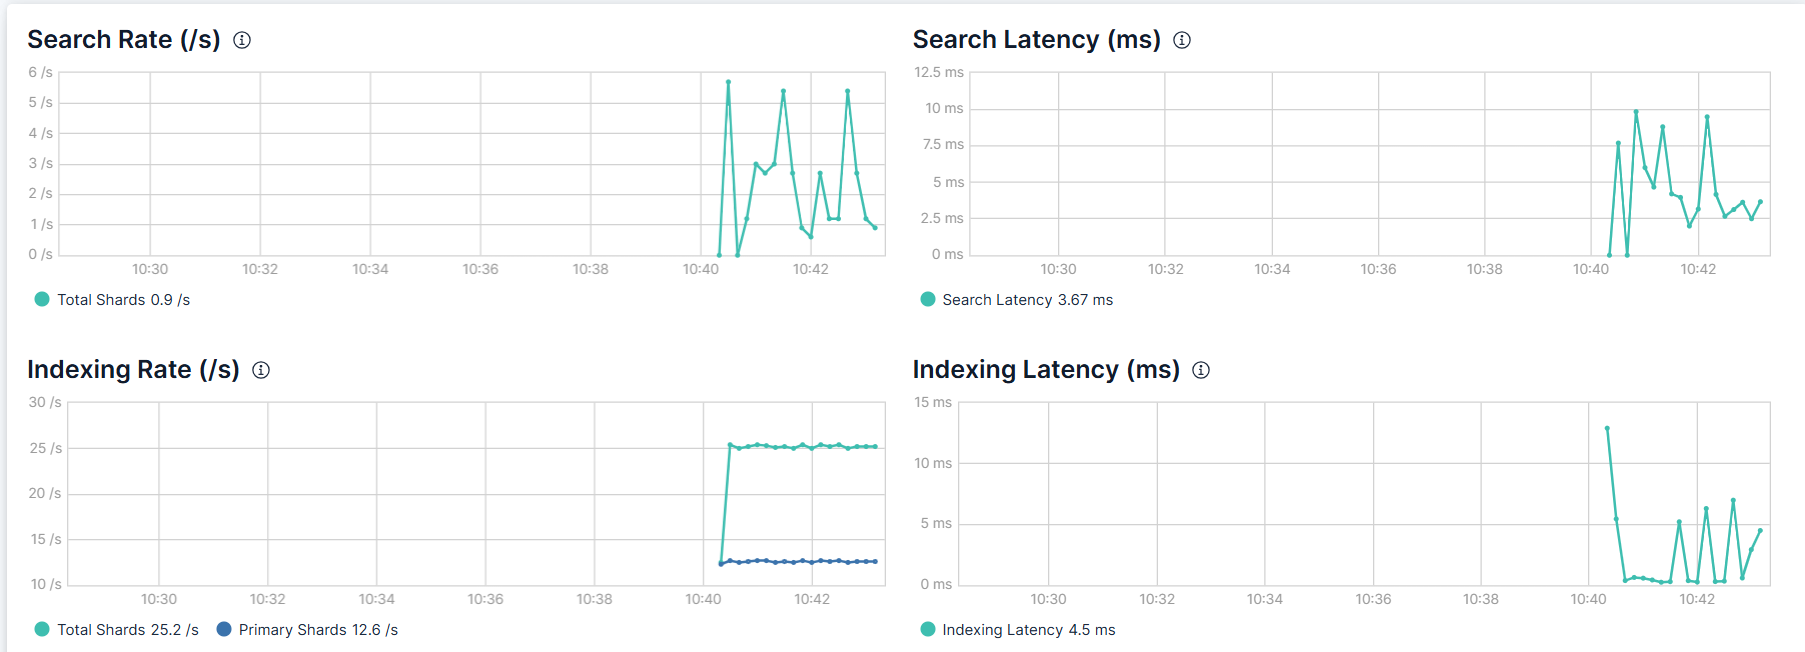 Search Rate (/s)
6 /s
5 /s
4 /s
3 /s
2 /s
1 /s
0 /s
10:30 10:32 10:34 10:36 10:38 10:40 10:42
Total Shards 0.9 /s
Search Latency (ms)
12.5 ms
10 ms
7.5 ms
5 ms
2.5 ms
0 ms
10:30 10:32 10:34 10:36 10:38 10:40 10:42
Search Latency 3.67 ms
Indexing Rate (/s)
30 /s
25 /s
20 /s
15 /s
10 /s
10:30 10:32 10:34 10:36 10:38 10:40 10:42
Total Shards 25.2 /s Primary Shards 12.6 /s
Indexing Latency (ms)
15 ms
10 ms
5 ms
0 ms
10:30 10:32 10:34 10:36 10:38 10:40 10:42
Indexing Latency 4.5 ms